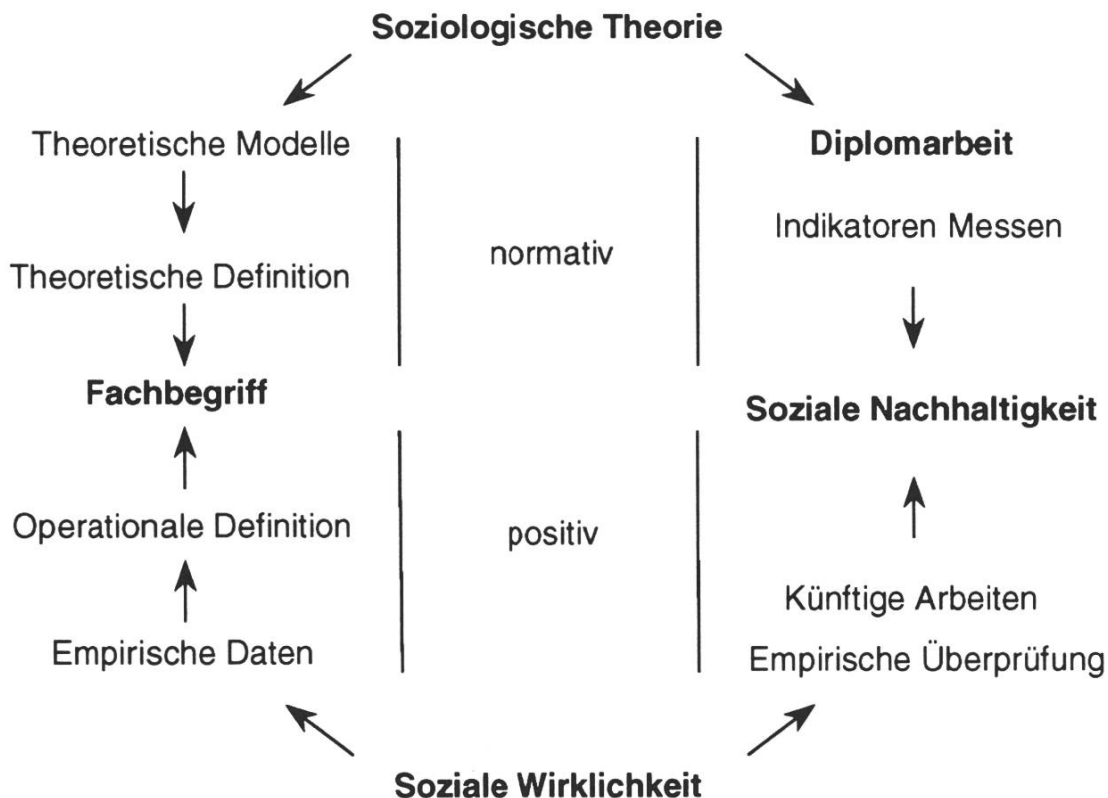 Soziologische Theorie
Theoretische Modelle
Diplomarbeit
Indikatoren Messen
normativ
Theoretische Definition
Fachbegriff
Soziale Nachhaltigkeit
Operationale Definition
positiv
Künftige Arbeiten
Empirische Daten
Empirische Überprüfung
Soziale Wirklichkeit